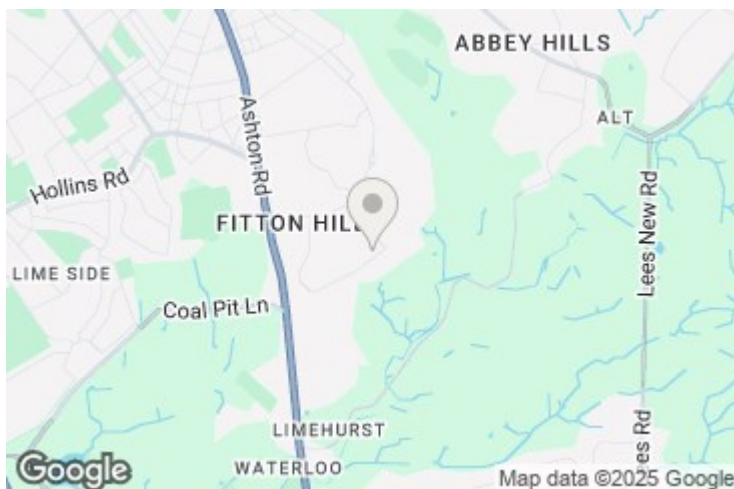 ABBEY HILLS
ALT
Ashton Rd
Hollins Rd
FITTON HILL
Lees New Rd
LIME SIDE
Coal Pit Ln
LIMEHURST
WATERLOO
ees Rd
Google
Map data ©2025 Google